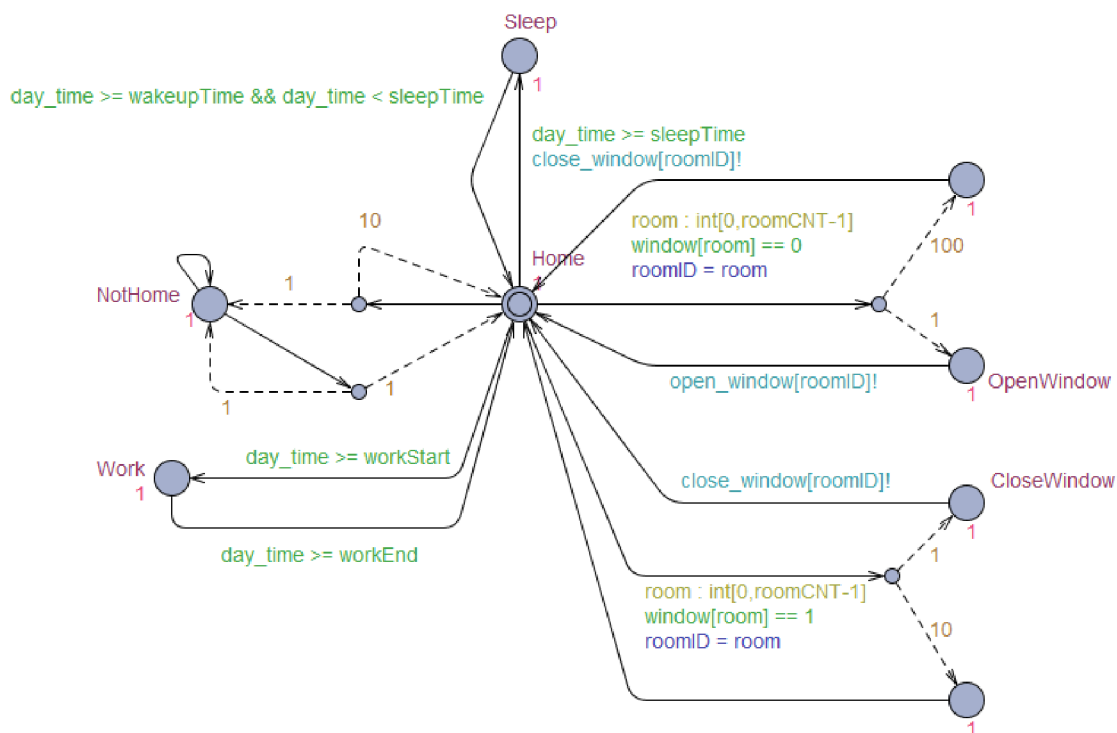 Sleep
1
day_time >= wakeupTime && day_time < sleepTime
day_time >= sleepTime
close_window[roomID]!
1
room : int[0,roomCNT-1]
window[room] == 0
roomID = room
100
10
Home
1
NotHome
1
1
1
1
1
open_window[roomID]!
OpenWindow
1
Work
1
day_time >= workStart
day_time >= workEnd
close_window[roomID]!
CloseWindow
1
1
room : int[0,roomCNT-1]
window[room] == 1
roomID = room
10
1